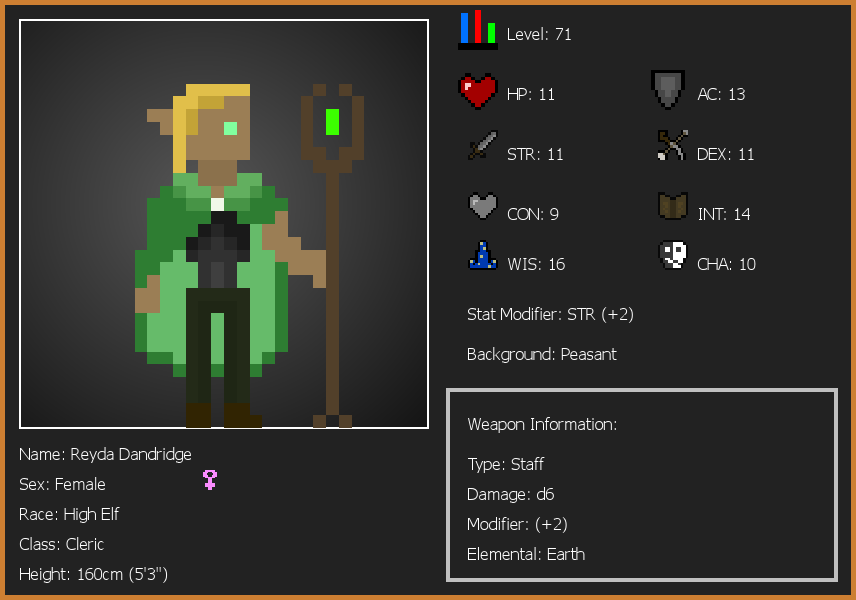 Level: 71
HP: 11
AC: 13
STR: 11
DEX: 11
CON: 9
INT: 14
WIS: 16
CHA: 10
Stat Modifier: STR (+2)
Background: Peasant
Weapon Information:
Type: Staff
Damage: d6
Modifier: (+2)
Elemental: Earth
Name: Reyda Dandridge
Sex: Female
Race: High Elf
Class: Cleric
Height: 160cm (5'3")